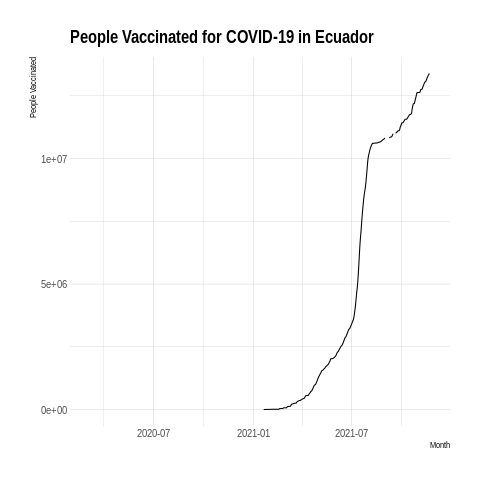 People Vaccinated for COVID-19 in Ecuador
People Vaccinated
1e+07
5e+06
0e+00
2020-07
2021-01
2021-07
Month